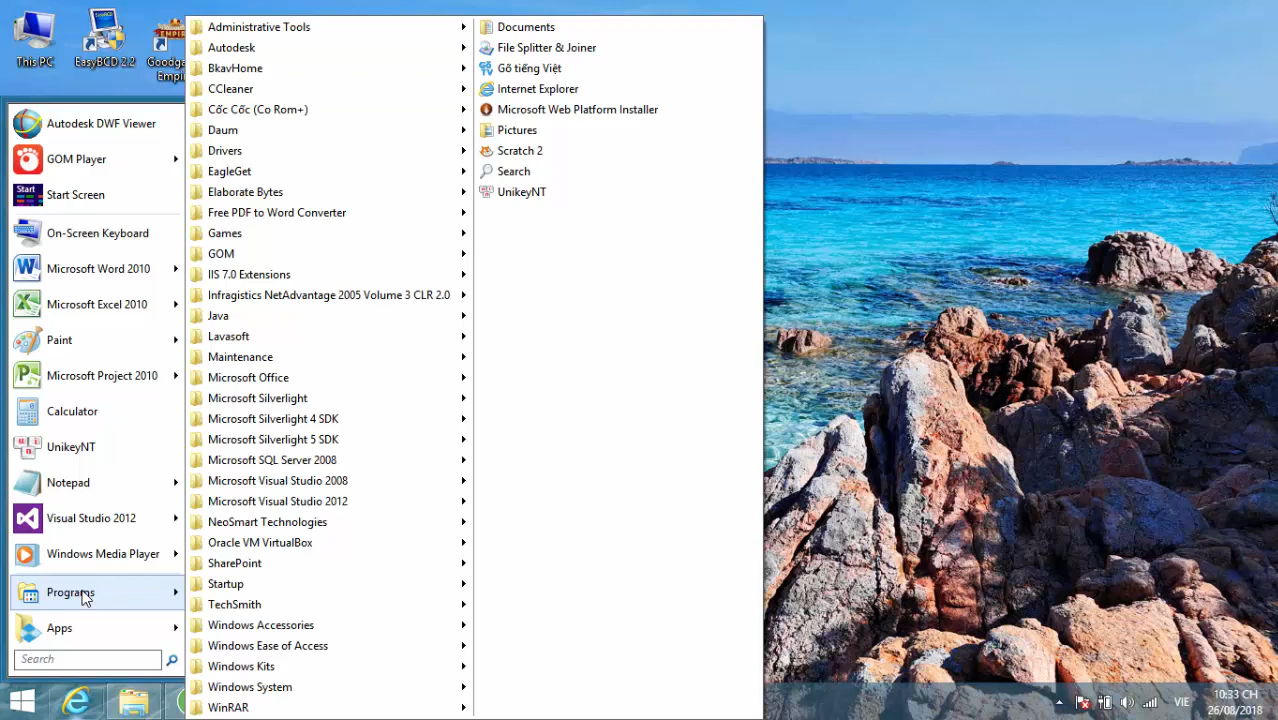 This PC
EasyBCD 2.2
Goodga
Empi
EMPIR
Autodesk DWF Viewer
GOM Player
Start
Start Screen
On-Screen Keyboard
Microsoft Word 2010
Microsoft Excel 2010
Paint
Microsoft Project 2010
Calculator
UnikeyNT
Notepad
Visual Studio 2012
Windows Media Player
Programs
Apps
Search
Administrative Tools
Autodesk
BkavHome
CCleaner
Cốc Cốc (Co Rom+)
Daum
Drivers
EagleGet
Elaborate Bytes
Free PDF to Word Converter
Games
GOM
IIS 7.0 Extensions
Infragistics NetAdvantage 2005 Volume 3 CLR 2.0
Java
Lavasoft
Maintenance
Microsoft Office
Microsoft Silverlight
Microsoft Silverlight 4 SDK
Microsoft Silverlight 5 SDK
Microsoft SQL Server 2008
Microsoft Visual Studio 2008
Microsoft Visual Studio 2012
NeoSmart Technologies
Oracle VM VirtualBox
SharePoint
Startup
TechSmith
Windows Accessories
Windows Ease of Access
Windows Kits
Windows System
WinRAR
Documents
File Splitter & Joiner
Gõ tiếng Việt
Internet Explorer
Microsoft Web Platform Installer
Pictures
Scratch 2
Search
UnikeyNT
VIE
10:33 CH
26/08/2018